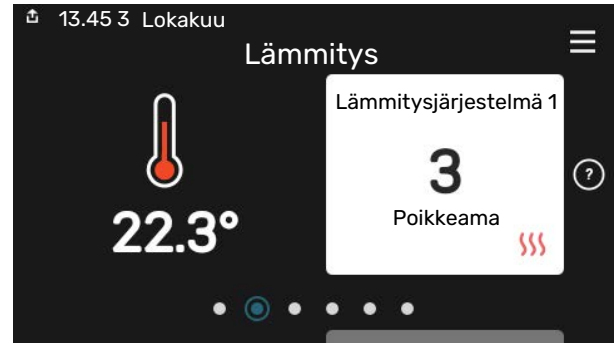 13.45 3 Lokakuu
Lämmitys
Lämmitysjärjestelmä 1
3
Poikkeama
22.3°
?